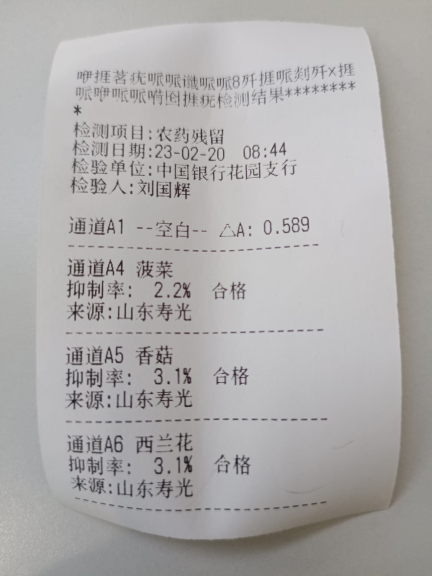 检测结果********
*
检测项目:农药残留
检测日期:23-02-20 08:44
检验单位:中国银行花园支行
检验人:刘国辉
通道A1 --空白-- △A: 0.589
通道A4 菠菜
抑制率: 2.2% 合格
来源:山东寿光
通道A5 香菇
抑制率: 3.1% 合格
来源:山东寿光
通道A6 西兰花
抑制率: 3.1% 合格
来源:山东寿光